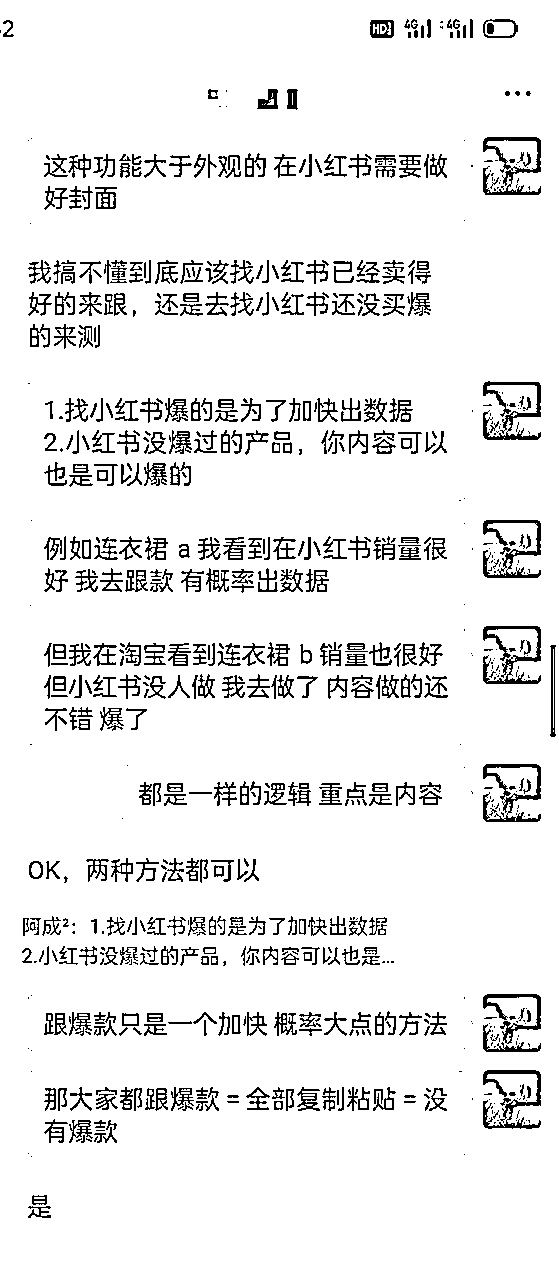 2
HD 4G 4G
...
这种功能大于外观的 在小红书需要做
好封面
我搞不懂到底应该找小红书已经卖得
好的来跟，还是去找小红书还没买爆
的来测
1.找小红书爆的是为了加快出数据
2.小红书没爆过的产品，你内容可以
也是可以爆的
例如连衣裙 a 我看到在小红书销量很
好 我去跟款 有概率出数据
但我在淘宝看到连衣裙 b 销量也很好
但小红书没人做 我去做了 内容做的还
不错 爆了
都是一样的逻辑 重点是内容
OK，两种方法都可以
阿成²：1.找小红书爆的是为了加快出数据
2.小红书没爆过的产品，你内容可以也是...
跟爆款只是一个加快 概率大点的方法
那大家都跟爆款 = 全部复制粘贴 = 没
有爆款
是